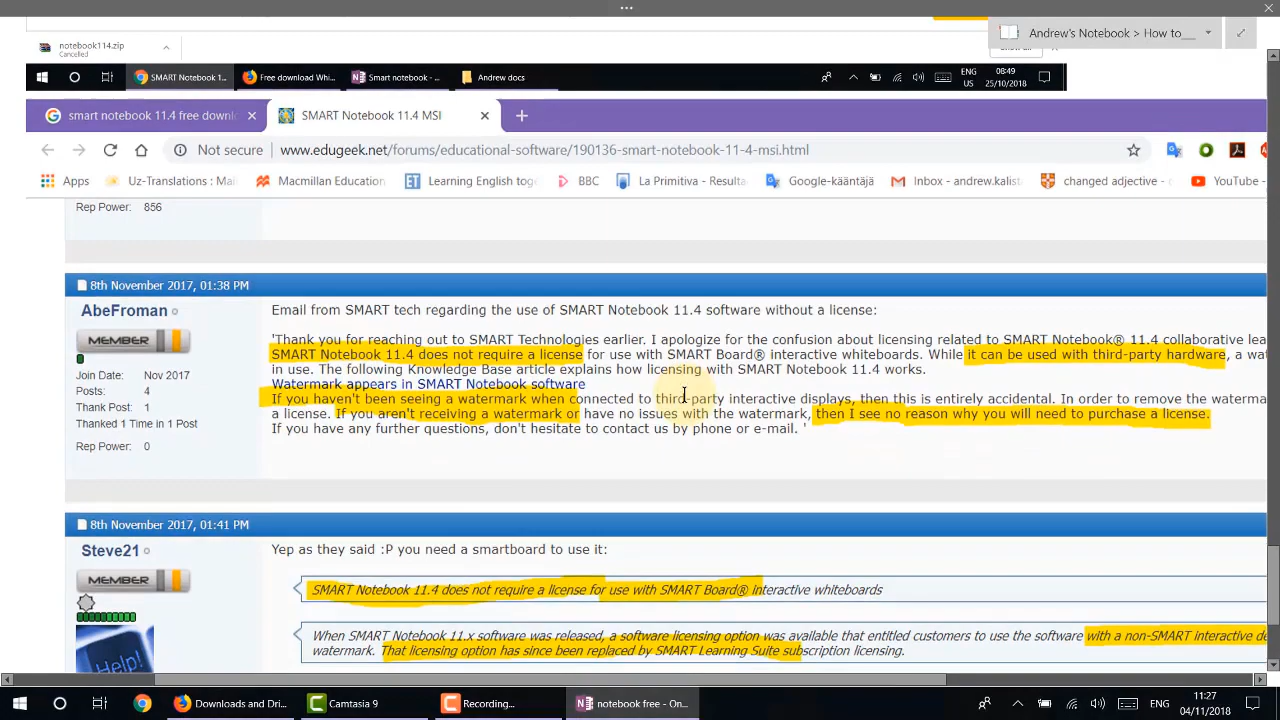 Andrew's Notebook > How to__
notebook114.zip
Cancelled
SMART Notebook 1...
Free download Whi...
Smart notebook - ...
Andrew docs
ENG
US
08:49
25/10/2018
smart notebook 11.4 free downl
SMART Notebook 11.4 MSI
Not secure
www.edugeek.net/forums/educational-software/190136-smart-notebook-11-4-msi.html
Apps
Uz-Translations : Mai
Macmillan Education
Learning English toge
BBC
La Primitiva - Resulta
Google-kääntäjä
Inbox - andrew.kalist
changed adjective -
YouTube
Rep Power: 856
8th November 2017, 01:38 PM
AbeFroman
MEMBER
Join Date: Nov 2017
Posts: 4
Thank Post: 1
Thanked 1 Time in 1 Post
Rep Power: 0
Email from SMART tech regarding the use of SMART Notebook 11.4 software without a license:
'Thank you for reaching out to SMART Technologies earlier. I apologize for the confusion about licensing related to SMART Notebook® 11.4 collaborative lea
SMART Notebook 11.4 does not require a license for use with SMART Board® interactive whiteboards. While it can be used with third-party hardware, a wa
in use. The following Knowledge Base article explains how licensing with SMART Notebook 11.4 works.
Watermark appears in SMART Notebook software
If you haven't been seeing a watermark when connected to third-party interactive displays, then this is entirely accidental. In order to remove the waterma
a license. If you aren't receiving a watermark or have no issues with the watermark, then I see no reason why you will need to purchase a license.
If you have any further questions, don't hesitate to contact us by phone or e-mail. '
8th November 2017, 01:41 PM
Steve21
MEMBER
Help!
Yep as they said :P you need a smartboard to use it:
SMART Notebook 11.4 does not require a license for use with SMART Board® interactive whiteboards
When SMART Notebook 11.x software was released, a software licensing option was available that entitled customers to use the software with a non-SMART interactive de
watermark. That licensing option has since been replaced by SMART Learning Suite subscription licensing.
Downloads and Dri...
Camtasia 9
Recording...
notebook free - On...
ENG
11:27
04/11/2018